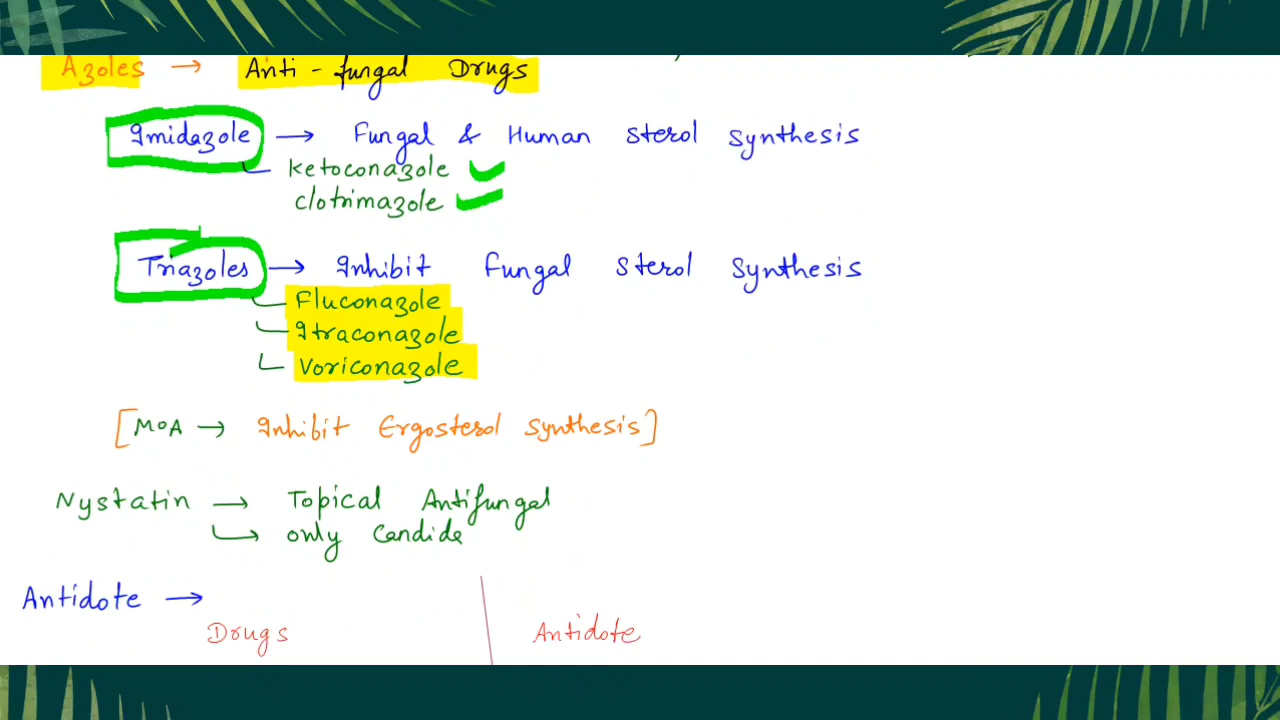 Azoles → Anti-fungal Drugs
Imidazole → Fungal & Human sterol synthesis
Ketoconazole
clotrimazole
Triazoles → Inhibit Fungal sterol synthesis
Fluconazole
Itraconazole
Voriconazole
[MOA → Inhibit Ergosterol synthesis]
Nystatin → Topical Antifungal
only Candide
Antidote →
Drugs
Antidote